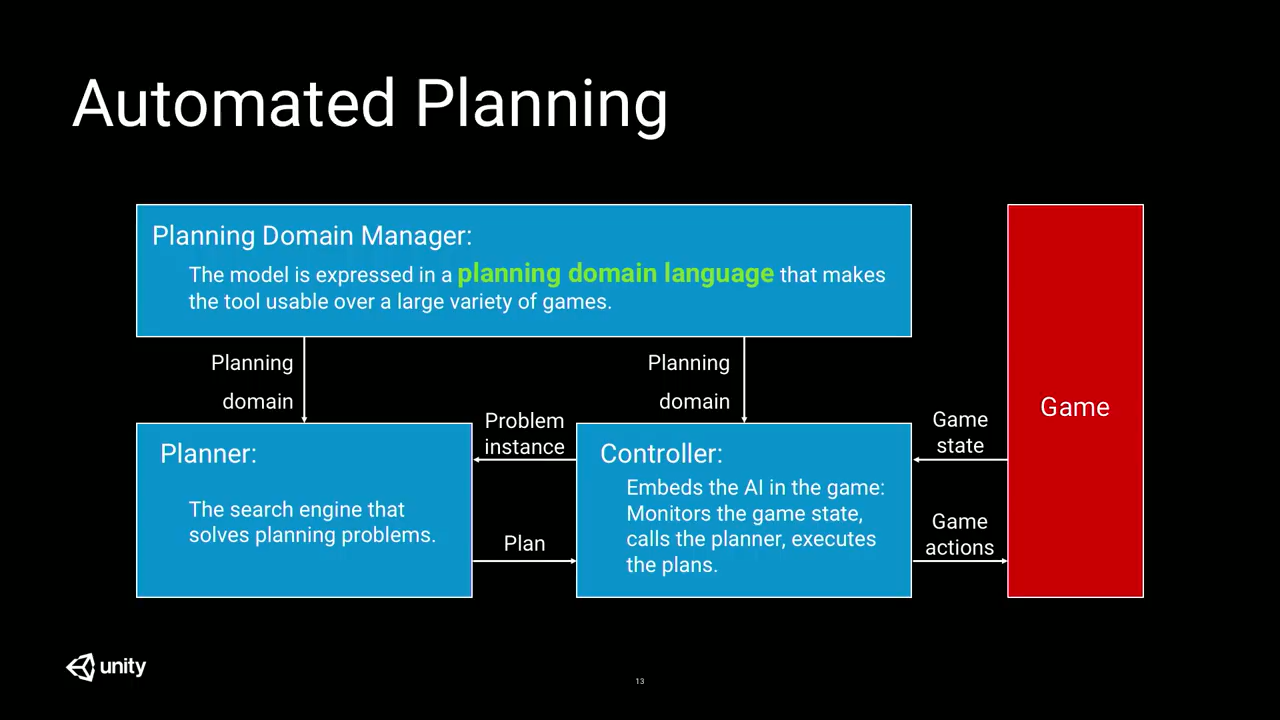 Automated Planning
Planning Domain Manager:
The model is expressed in a planning domain language that makes
the tool usable over a large variety of games.
Planning
domain
Planning
domain
Problem
instance
Game
state
Game
Planner:
The search engine that
solves planning problems.
Plan
Controller:
Embeds the AI in the game:
Monitors the game state,
calls the planner, executes
the plans.
Game
actions
unity
13